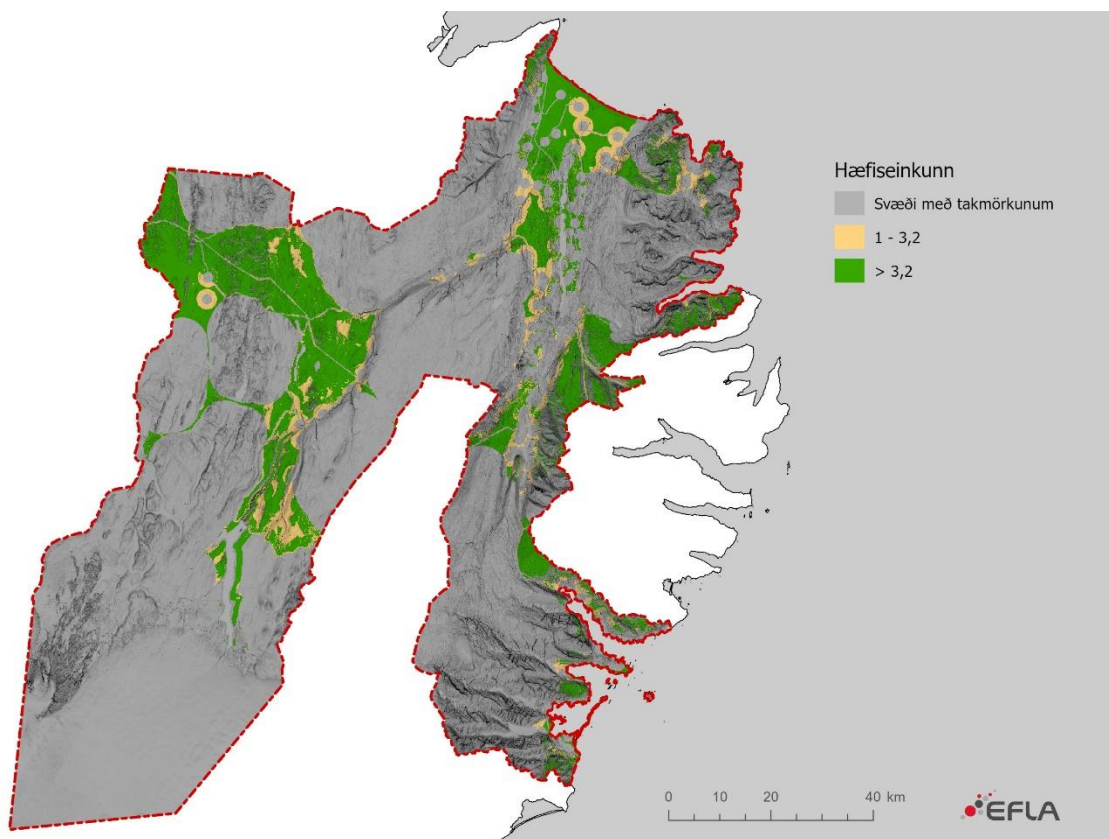 Hæfiseinkunn
Svæði með takmörkunum
1 - 3,2
> 3,2
0 10 20 40 km
EFLA